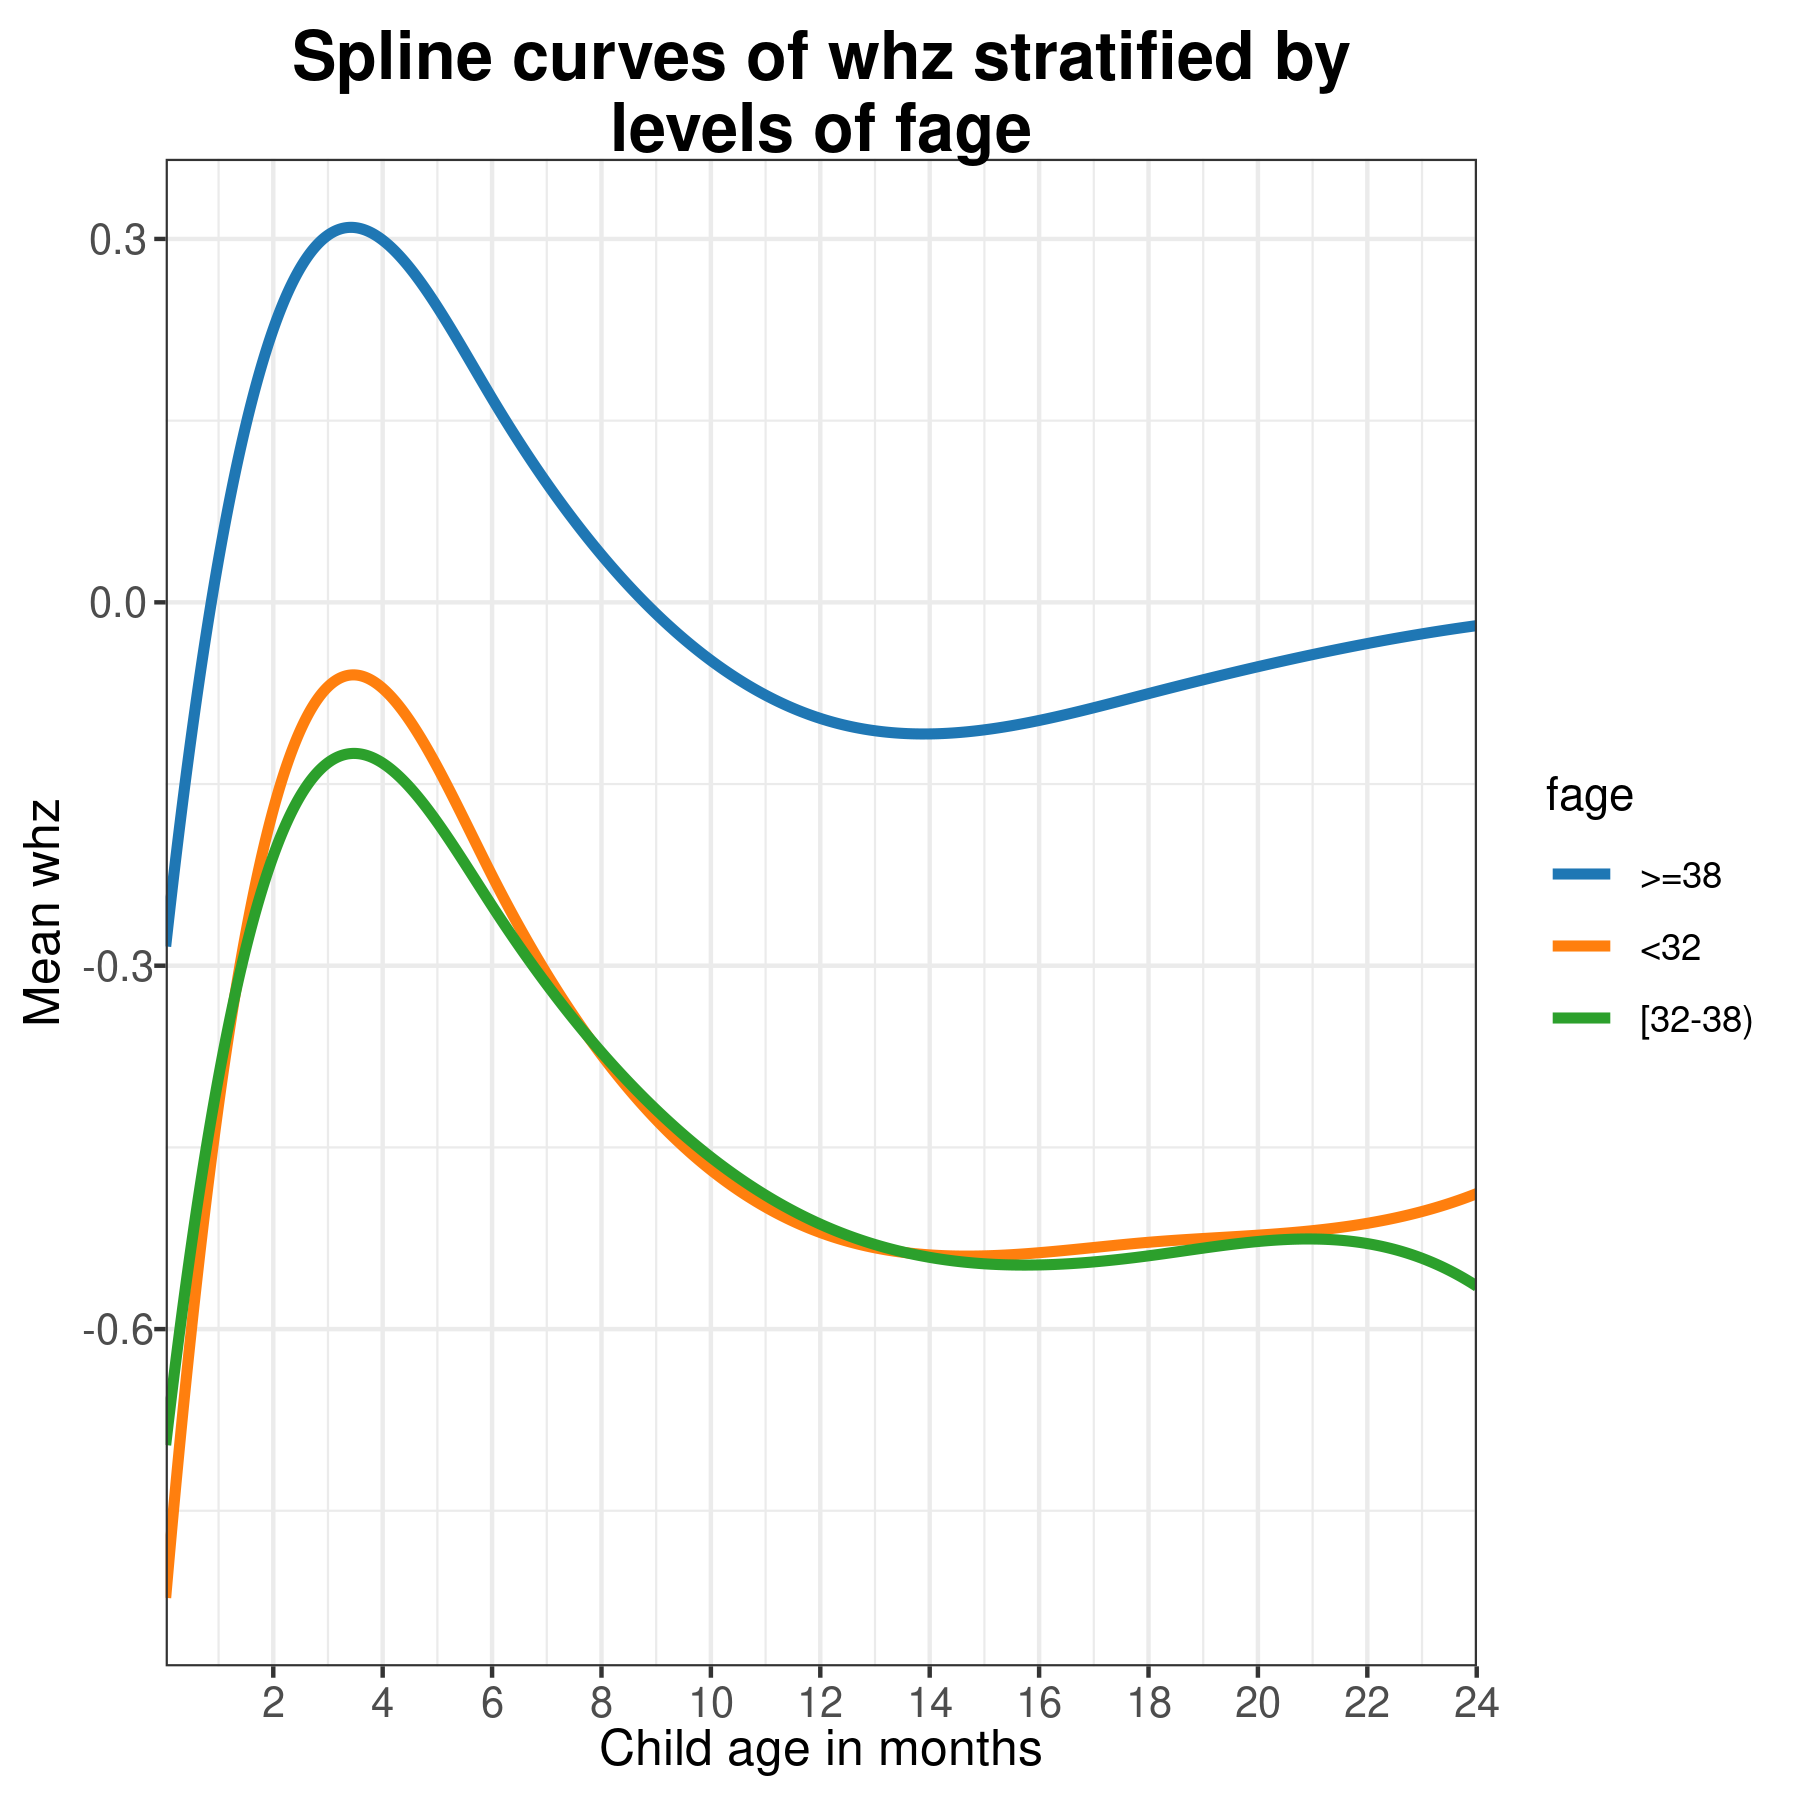 Spline curves of whz stratified by
levels of fage
0.3
0.0
-0.3
-0.6
Mean whz
2 4 6 8 10 12 14 16 18 20 22 24
Child age in months
fage
>=38
<32
[32-38)